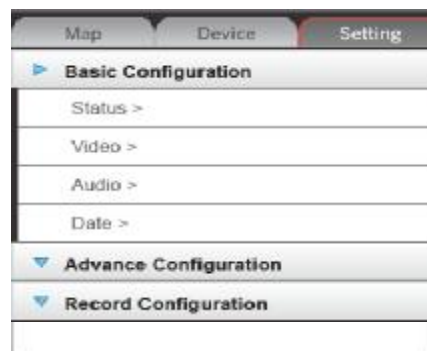 Map Device Setting
Basic Configuration
Status >
Video >
Audio >
Date >
Advance Configuration
Record Configuration